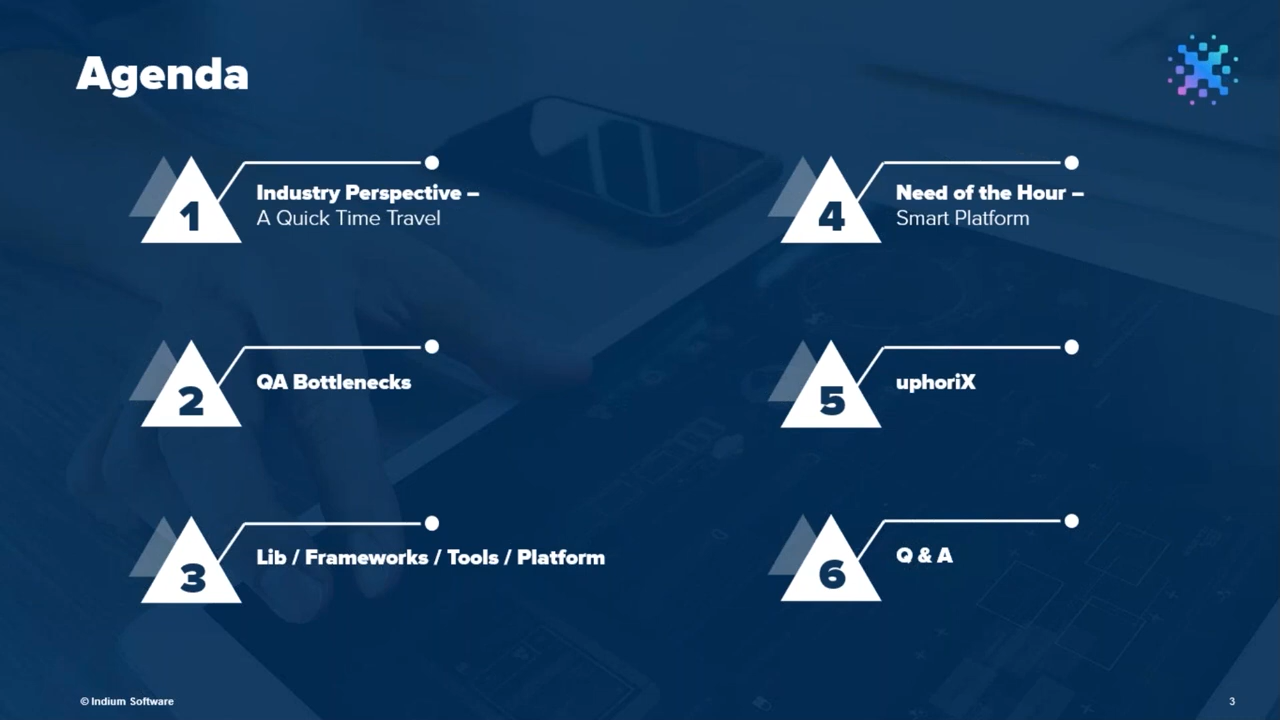 Agenda
1
Industry Perspective –
A Quick Time Travel
2
QA Bottlenecks
3
Lib / Frameworks / Tools / Platform
4
Need of the Hour –
Smart Platform
5
uphoriX
6
Q & A
© Indium Software
3